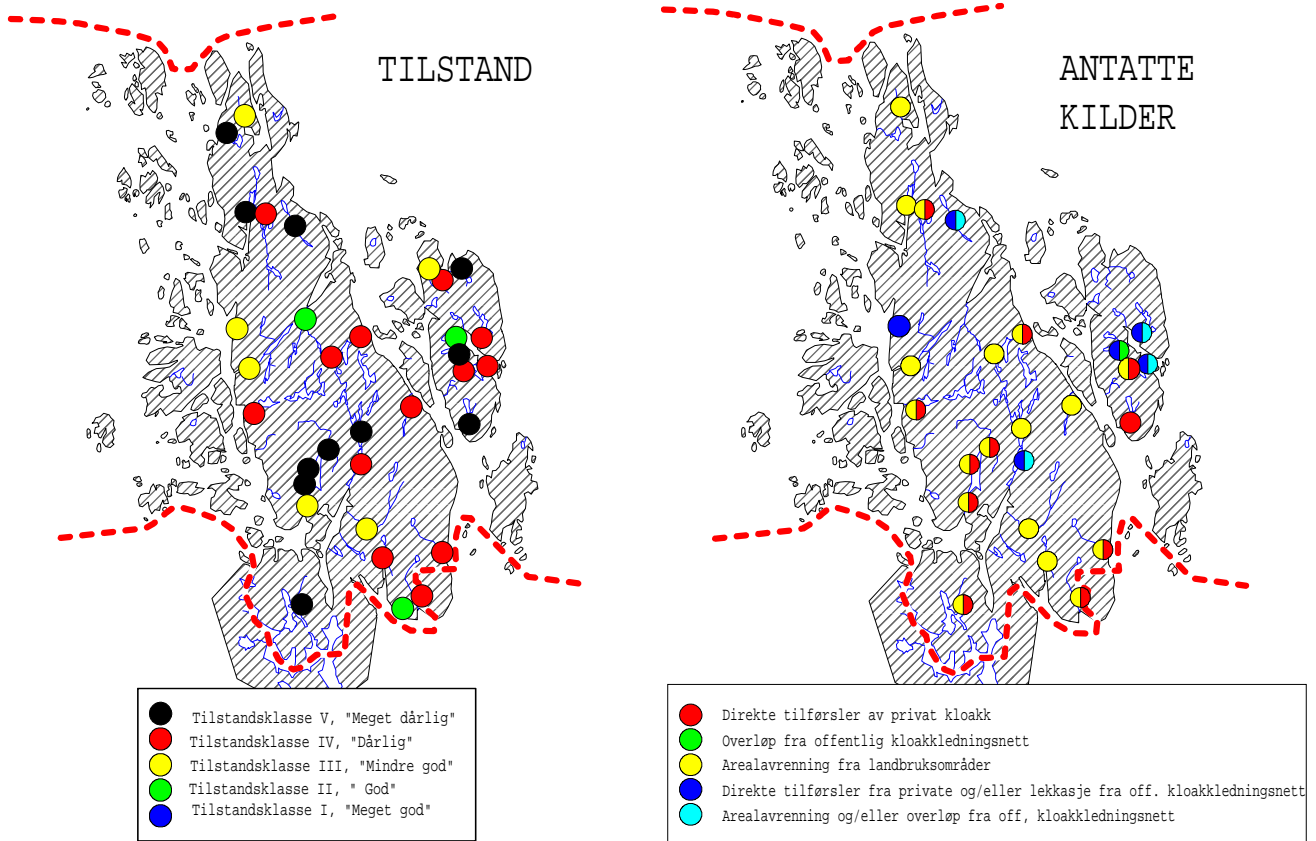 TILSTAND
Tilstandsklasse V, "Meget dårlig"
Tilstandsklasse IV, "Dårlig"
Tilstandsklasse III, "Mindre god"
Tilstandsklasse II, " God"
Tilstandsklasse I, "Meget god"
ANTATTE
KILDER
Direkte tilførsler av privat kloakk
Overløp fra offentlig kloakkledningsnett
Arealavrenning fra landbruksområder
Direkte tilførsler fra private og/eller lekkasje fra off. kloakkledningsnett
Arealavrenning og/eller overløp fra off, kloakkledningsnett